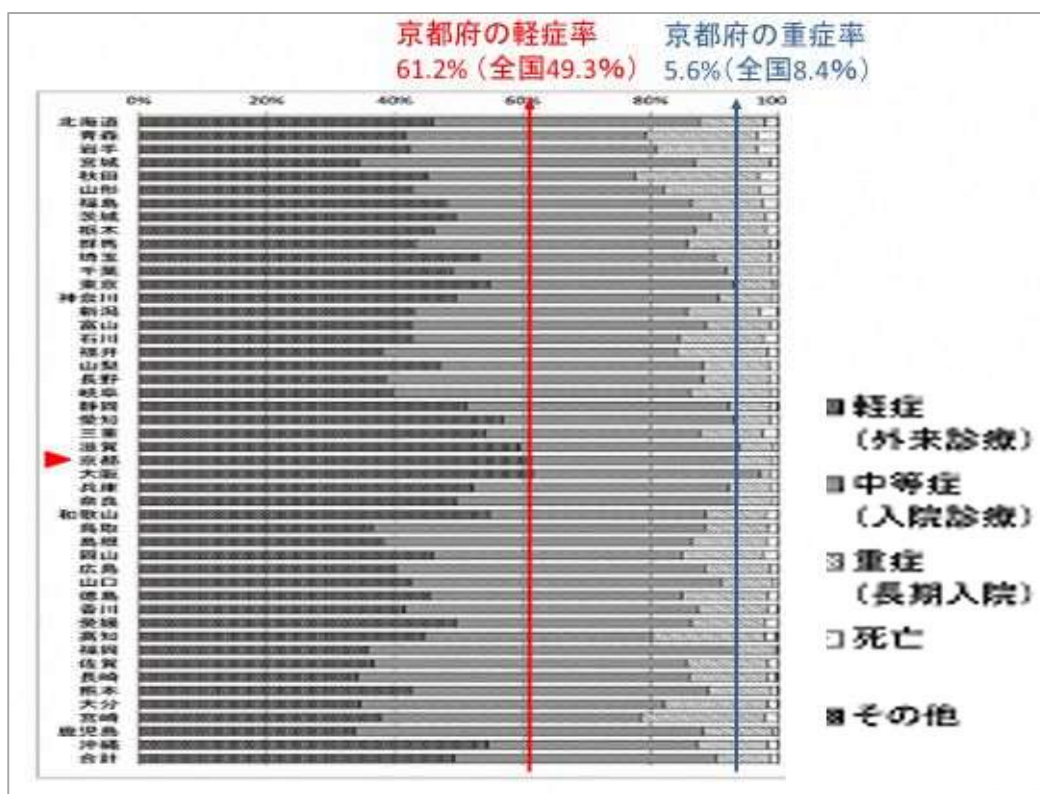 京都府の軽症率
61.2%(全国49.3%)
京都府の重症率
5.6%(全国8.4%)
0%
20%
40%
60%
80%
100
北海道
青森
岩手
宮城
秋田
山形
福島
茨城
栃木
群馬
埼玉
千葉
東京
神奈川
新潟
富山
石川
福井
山梨
長野
岐阜
静岡
愛知
三重
滋賀
京都
大阪
兵庫
奈良
和歌山
鳥取
島根
岡山
広島
山口
徳島
香川
愛媛
高知
福岡
佐賀
長崎
熊本
大分
宮崎
鹿児島
沖縄
合計
軽症
(外来診療)
中等症
(入院診療)
重症
(長期入院)
死亡
その他